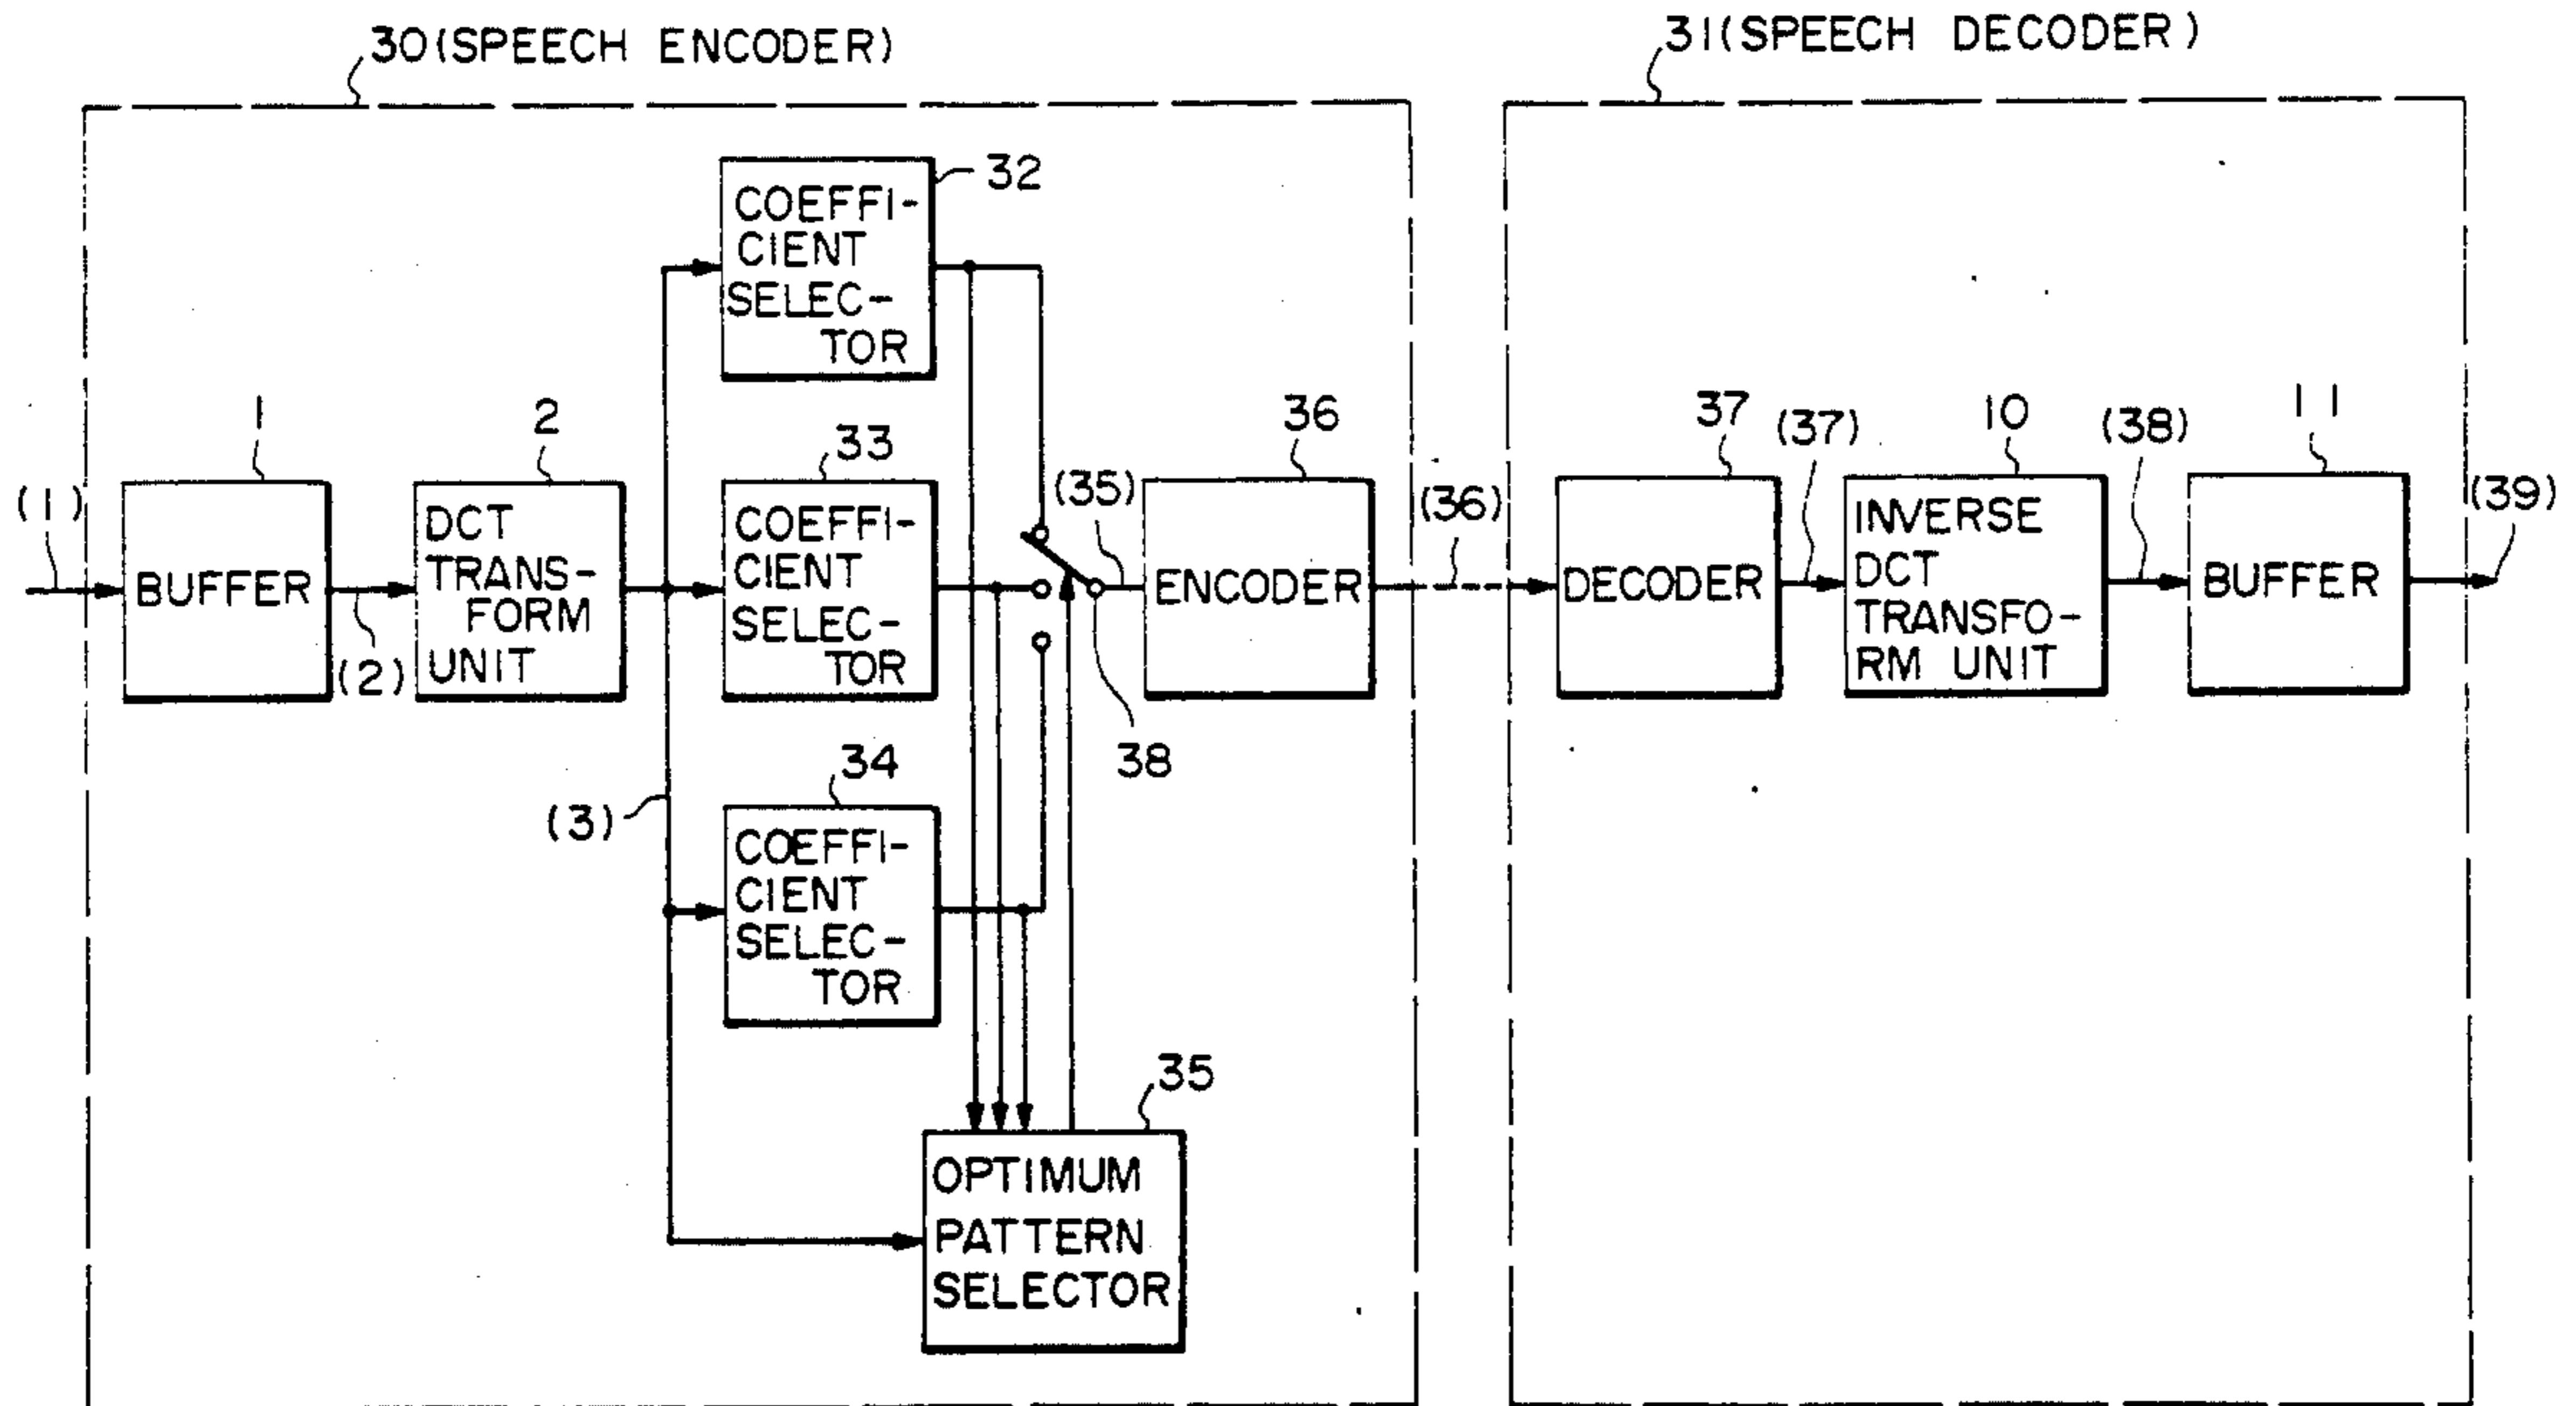 30(SPEECH ENCODER)
31(SPEECH DECODER)
32
COEFFI-
CIENT
SELEC-
TOR
1
2
33
(1)
BUFFER
(2)
DCT
TRANS-
FORM
UNIT
COEFFI-
CIENT
SELEC-
TOR
(35)
38
36
ENCODER
(36)
37
DECODER
(37)
10
INVERSE
DCT
TRANSFO-
RM UNIT
(38)
11
BUFFER
(39)
(3)
34
COEFFI-
CIENT
SELEC-
TOR
35
OPTIMUM
PATTERN
SELECTOR